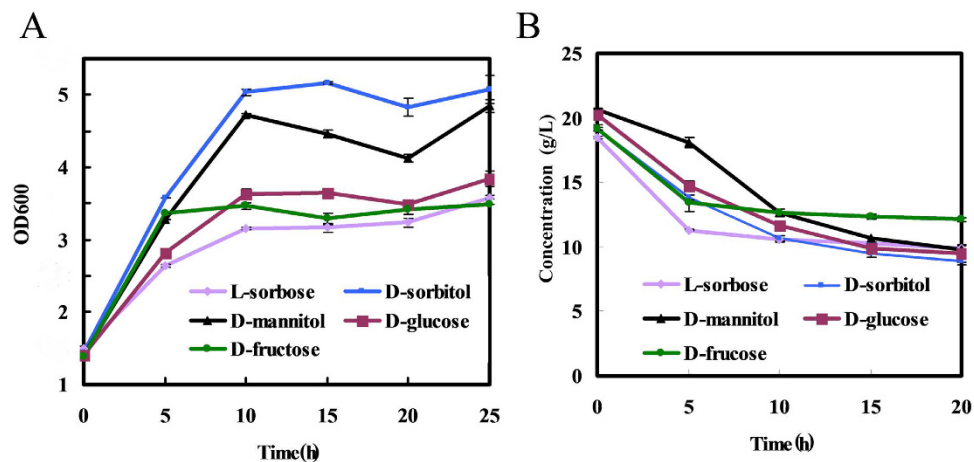 A
OD600
5
4
3
2
1
L-sorbose
D-sorbitol
D-mannitol
D-glucose
D-fructose
0 5 10 15 20 25
Time(h)
B
Concentration (g/L)
25
20
15
10
5
0
L-sorbose
D-sorbitol
D-mannitol
D-glucose
D-frucose
0 5 10 15 20
Time(h)